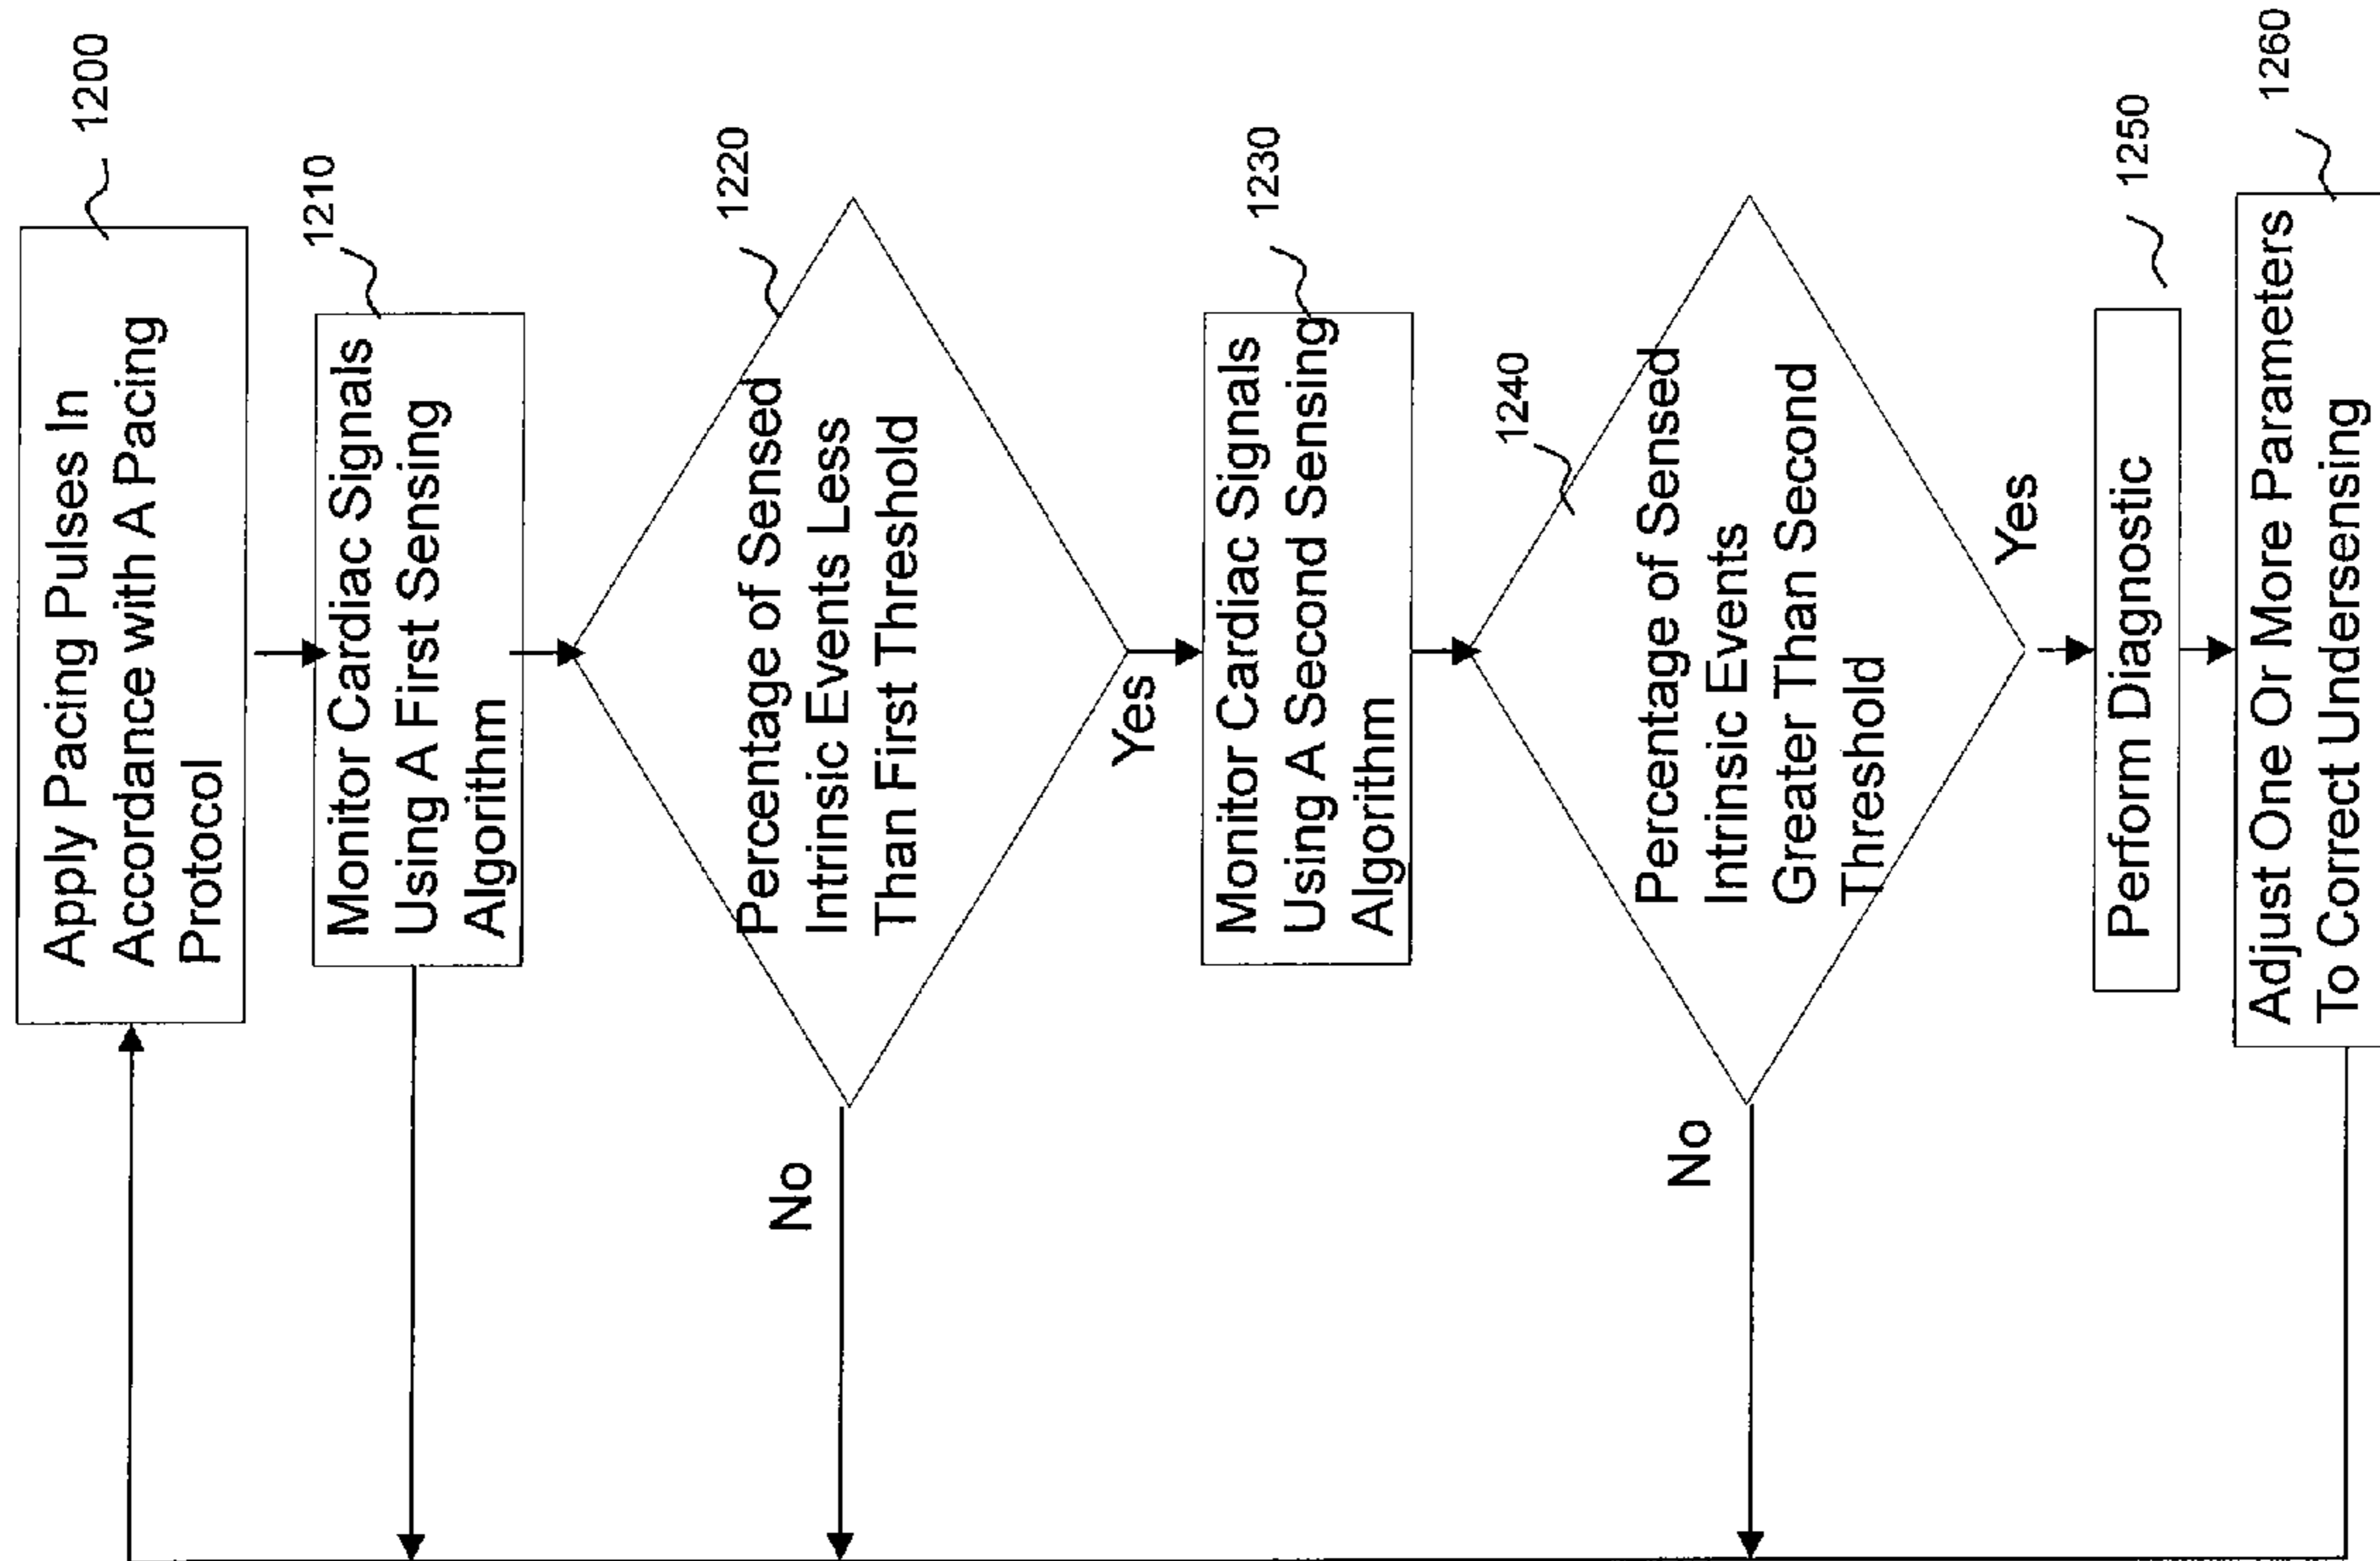 1200
Apply Pacing Pulses In
Accordance with A Pacing
Protocol
1210
Monitor Cardiac Signals
Using A First Sensing
Algorithm
1220
Percentage of Sensed
Intrinsic Events Less
Than First Threshold
No
Yes
1230
Monitor Cardiac Signals
Using A Second Sensing
Algorithm
1240
Percentage of Sensed
Intrinsic Events
Greater Than Second
Threshold
No
Yes
1250
Perform Diagnostic
1260
Adjust One Or More Parameters
To Correct Undersensing